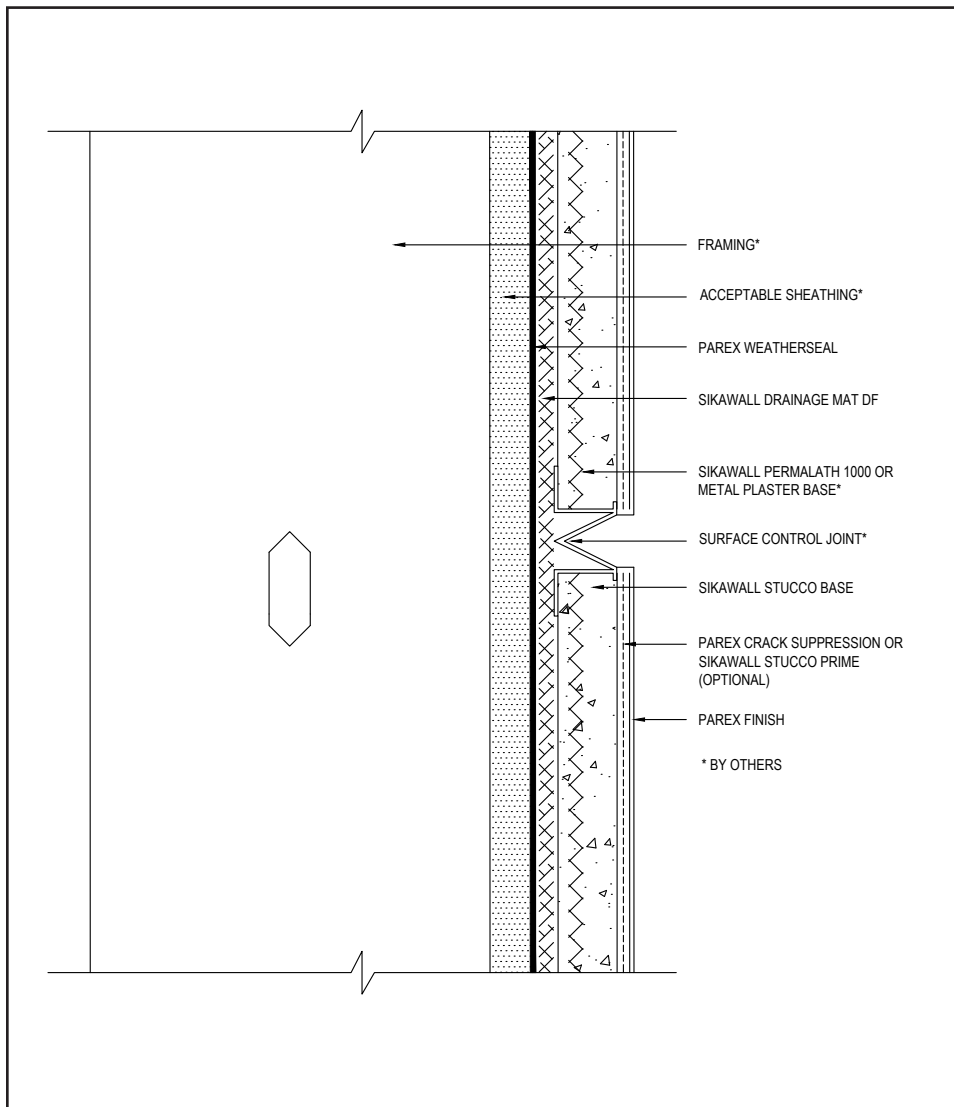 FRAMING*
ACCEPTABLE SHEATHING*
PAREX WEATHERSEAL
SIKAWALL DRAINAGE MAT DF
SIKAWALL PERMALATH 1000 OR
METAL PLASTER BASE*
SURFACE CONTROL JOINT*
SIKAWALL STUCCO BASE
PAREX CRACK SUPPRESSION OR
SIKAWALL STUCCO PRIME
(OPTIONAL)
PAREX FINISH
* BY OTHERS